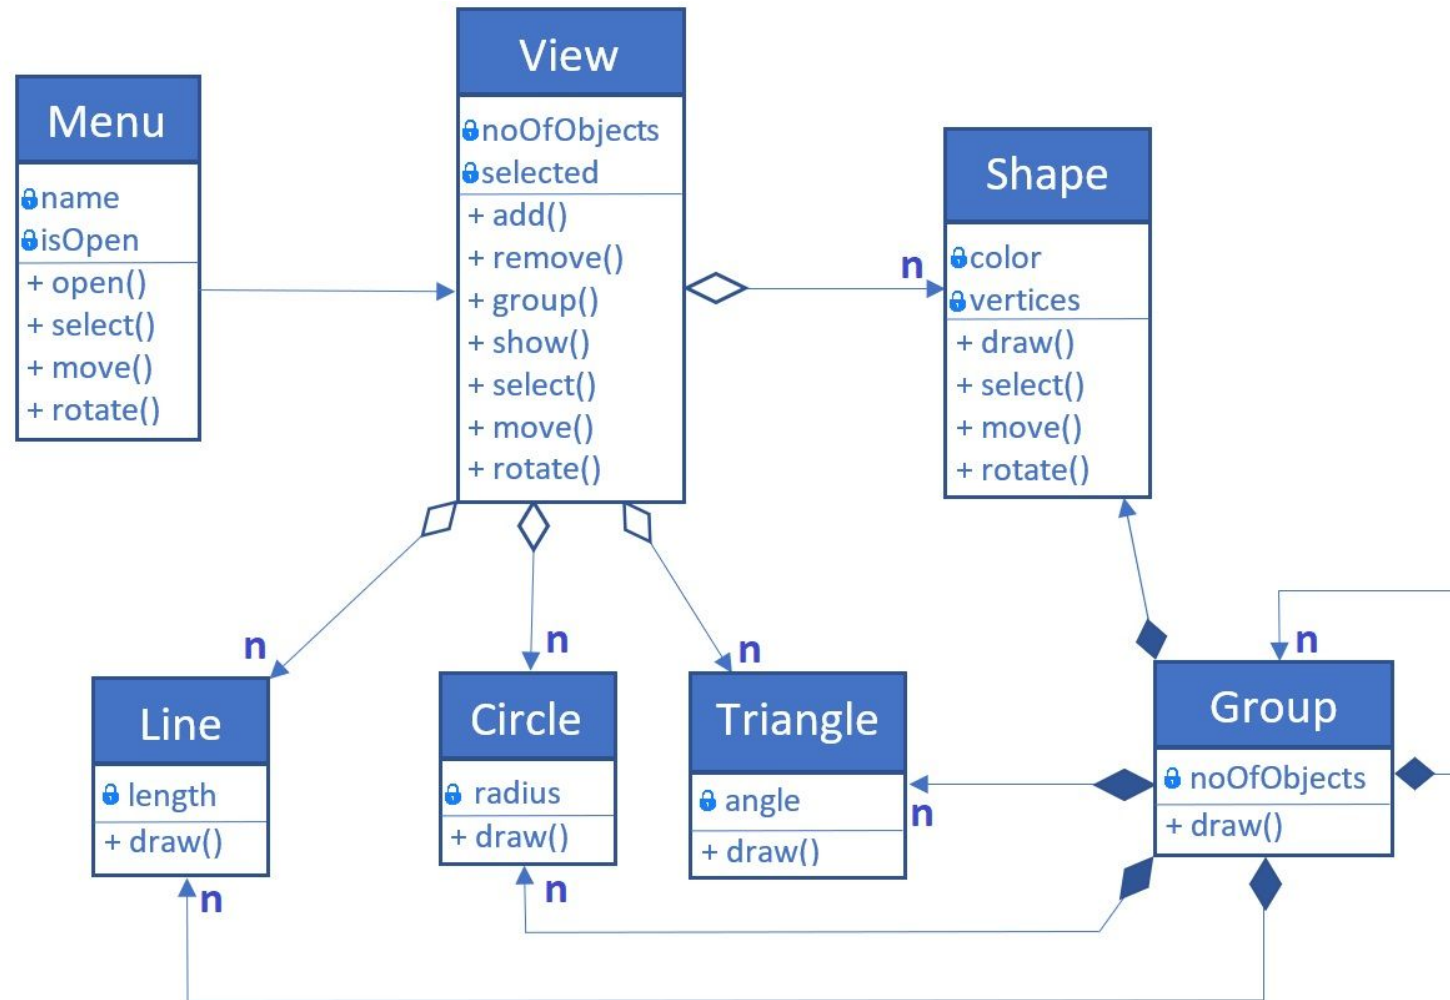 Menu
name
isOpen
+ open()
+ select()
+ move()
+ rotate()
View
noOfObjects
selected
+ add()
+ remove()
+ group()
+ show()
+ select()
+ move()
+ rotate()
n
Shape
color
vertices
+ draw()
+ select()
+ move()
+ rotate()
n
n
n
n
Line
length
+ draw()
n
Circle
radius
+ draw()
n
Triangle
angle
+ draw()
n
Group
noOfObjects
+ draw()